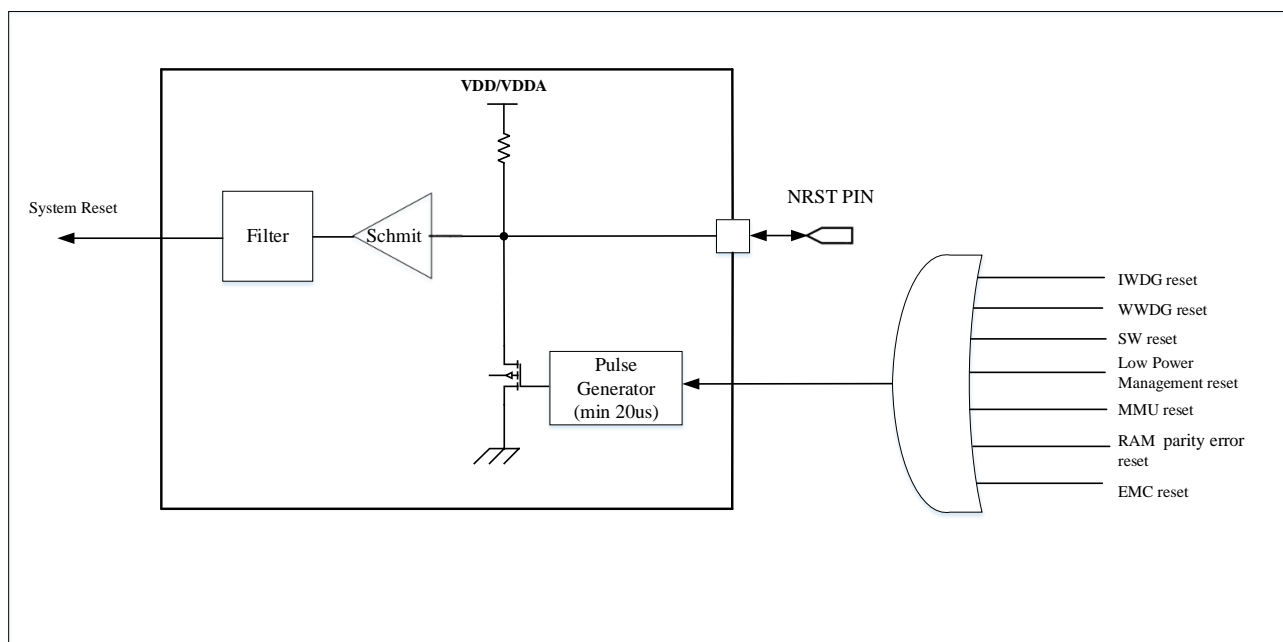 VDD/VDDA
System Reset
Filter
Schmit
NRST PIN
Pulse
Generator
(min 20us)
IWDG reset
WWDG reset
SW reset
Low Power
Management reset
MMU reset
RAM parity error
reset
EMC reset